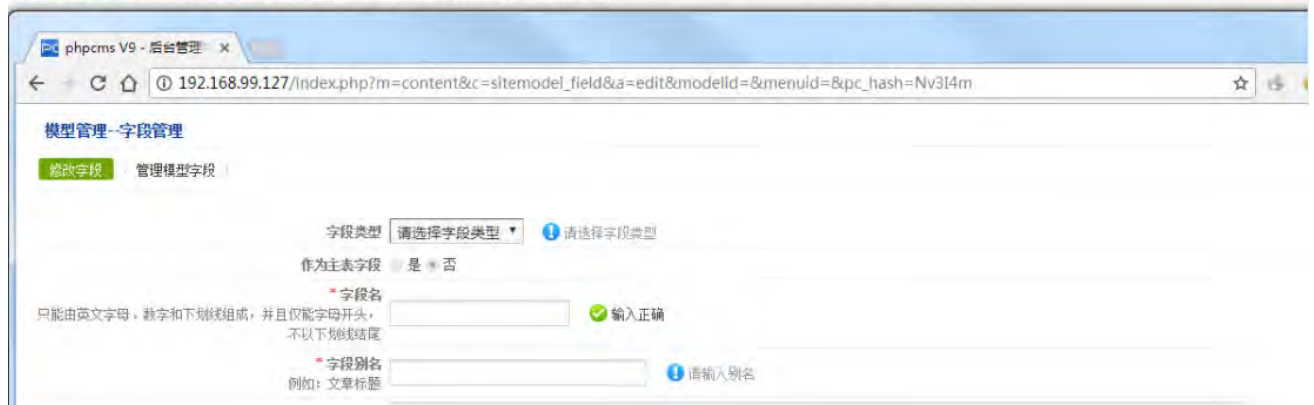 phpcms V9 - 后台管理
192.168.99.127/index.php?m=content&c=sitemodel_field&a=edit&modelid=&menuid=&pc_hash=Nv3I4m
模型管理--字段管理
修改字段 管理模型字段
字段类型 请选择字段类型 请选择字段类型
作为主表字段 是 否
*字段名
只能由英文字母，数字和下划线组成，并且仅能字母开头， 输入正确
不以下划线结尾
*字段别名
请输入别名
例如：文章标题